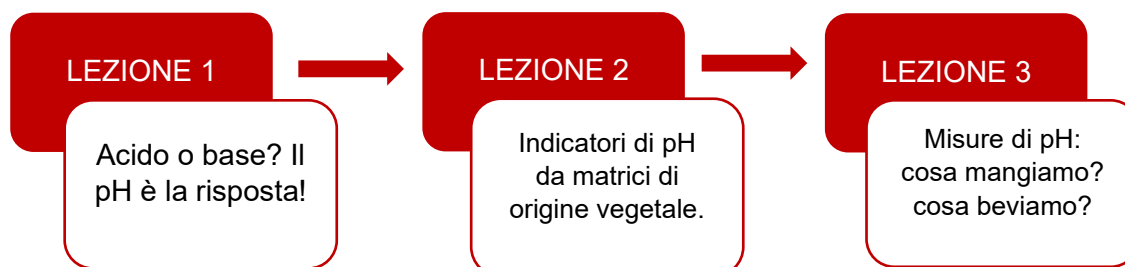 LEZIONE 1
Acido o base? Il
pH è la risposta!
LEZIONE 2
Indicatori di pH
da matrici di
origine vegetale.
LEZIONE 3
Misure di pH:
cosa mangiamo?
cosa beviamo?